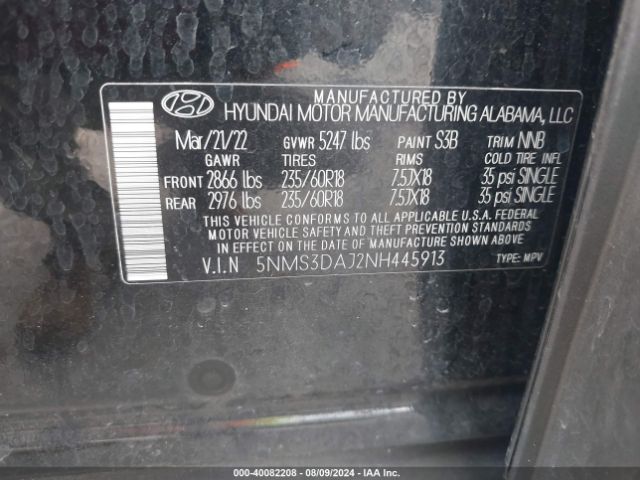 MANUFACTURED BY
HYUNDAI MOTOR MANUFACTURING ALABAMA, LLC
Mar/21/22 GVWR 5247 lbs PAINT S3B TRIM NNB
GAWR TIRES RIMS COLD TIRE INFL
FRONT 2866 lbs 235/60R18 7.5JX18 35 psi SINGLE
REAR 2976 lbs 235/60R18 7.5JX18 35 psi SINGLE
THIS VEHICLE CONFORMS TO ALL APPLICABLE U.S.A. FEDERAL
MOTOR VEHICLE SAFETY AND THEFT PREVENTION STANDARDS
IN EFFECT ON THE DATE OF MANUFACTURE SHOWN ABOVE.
V.I.N 5NMS3DAJ2NH445913 TYPE: MPV
000-40082208 - 08/09/2024 - IAA Inc.